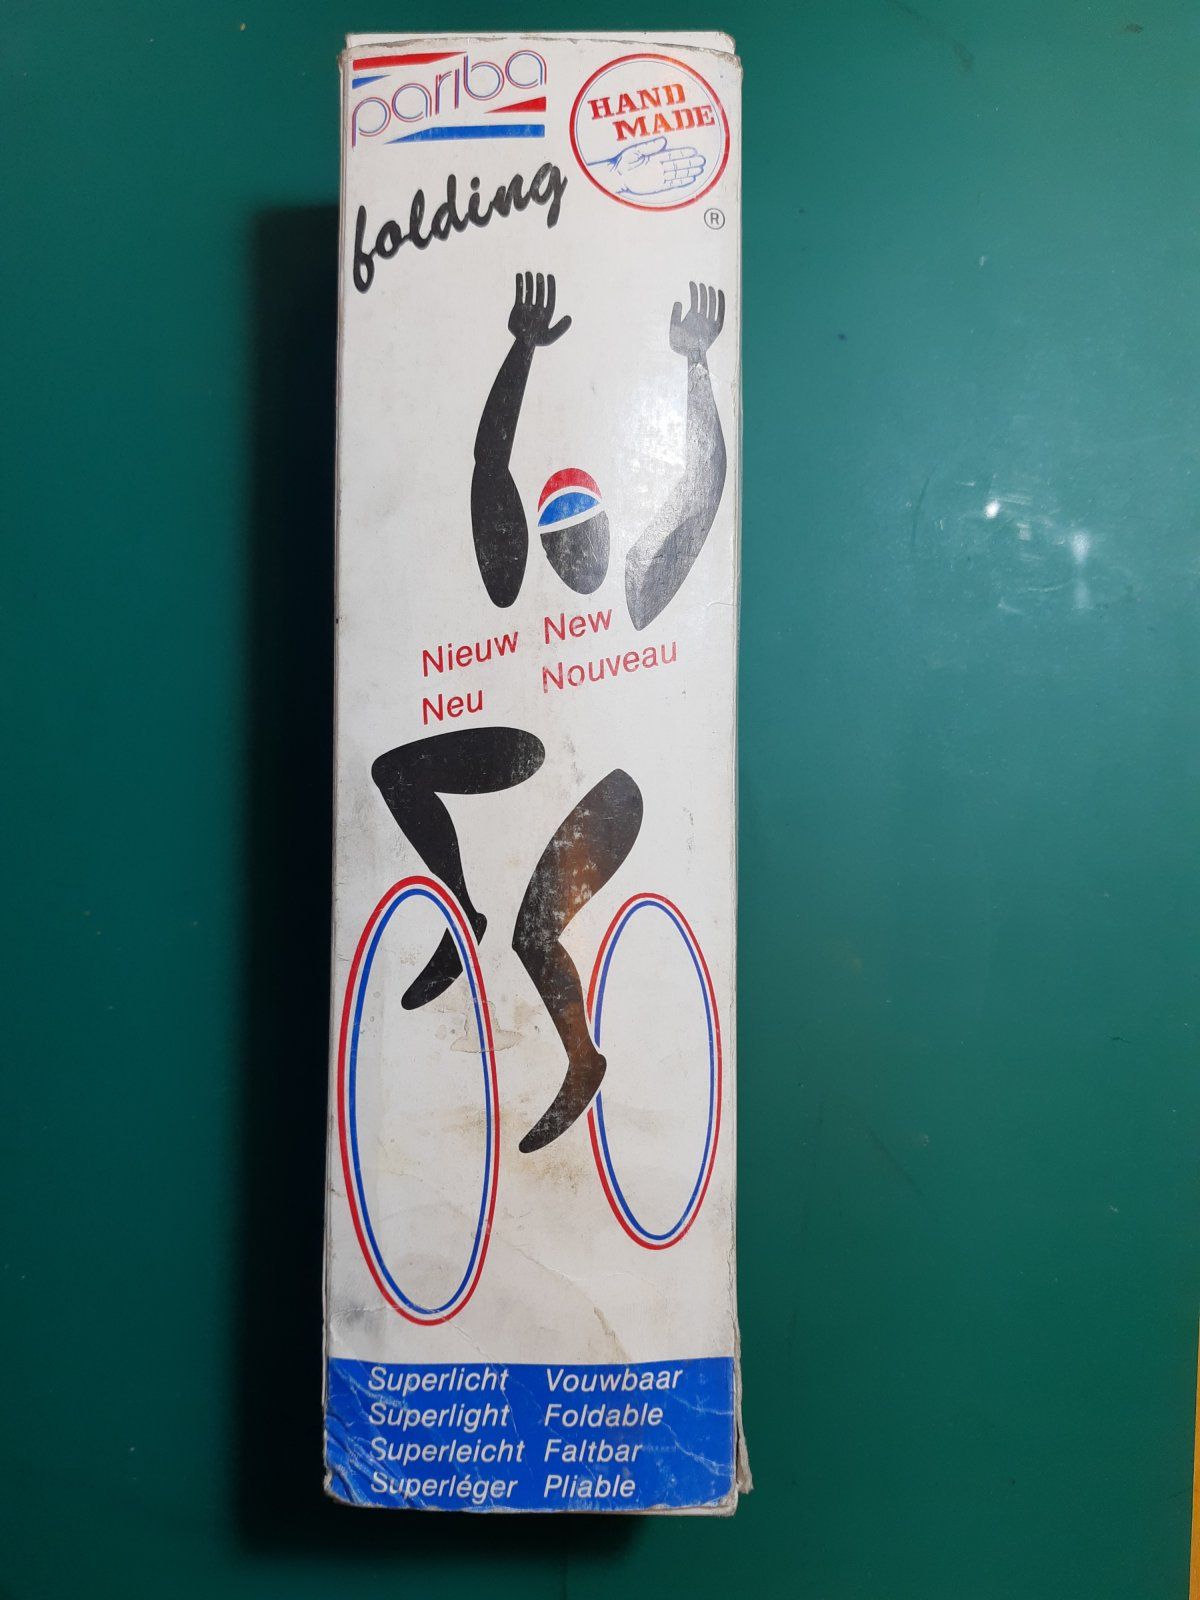 pariba
HAND
MADE
®
folding
Nieuw New
Neu Nouveau
Superlicht Vouwbaar
Superlight Foldable
Superleicht Faltbar
Superléger Pliable